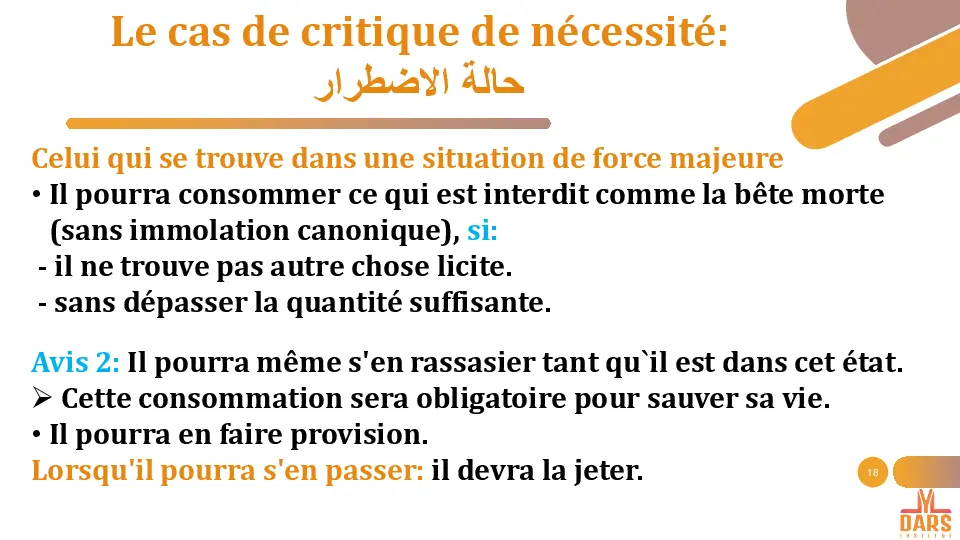 Le cas de critique de nécessité:
حالة الاضطرار
Celui qui se trouve dans une situation de force majeure
• Il pourra consommer ce qui est interdit comme la bête morte
(sans immolation canonique), si:
- il ne trouve pas autre chose licite.
- sans dépasser la quantité suffisante.
Avis 2: Il pourra même s'en rassasier tant qu`il est dans cet état.
➢ Cette consommation sera obligatoire pour sauver sa vie.
• Il pourra en faire provision.
Lorsqu'il pourra s'en passer: il devra la jeter.
18
DARS
INSTITUT